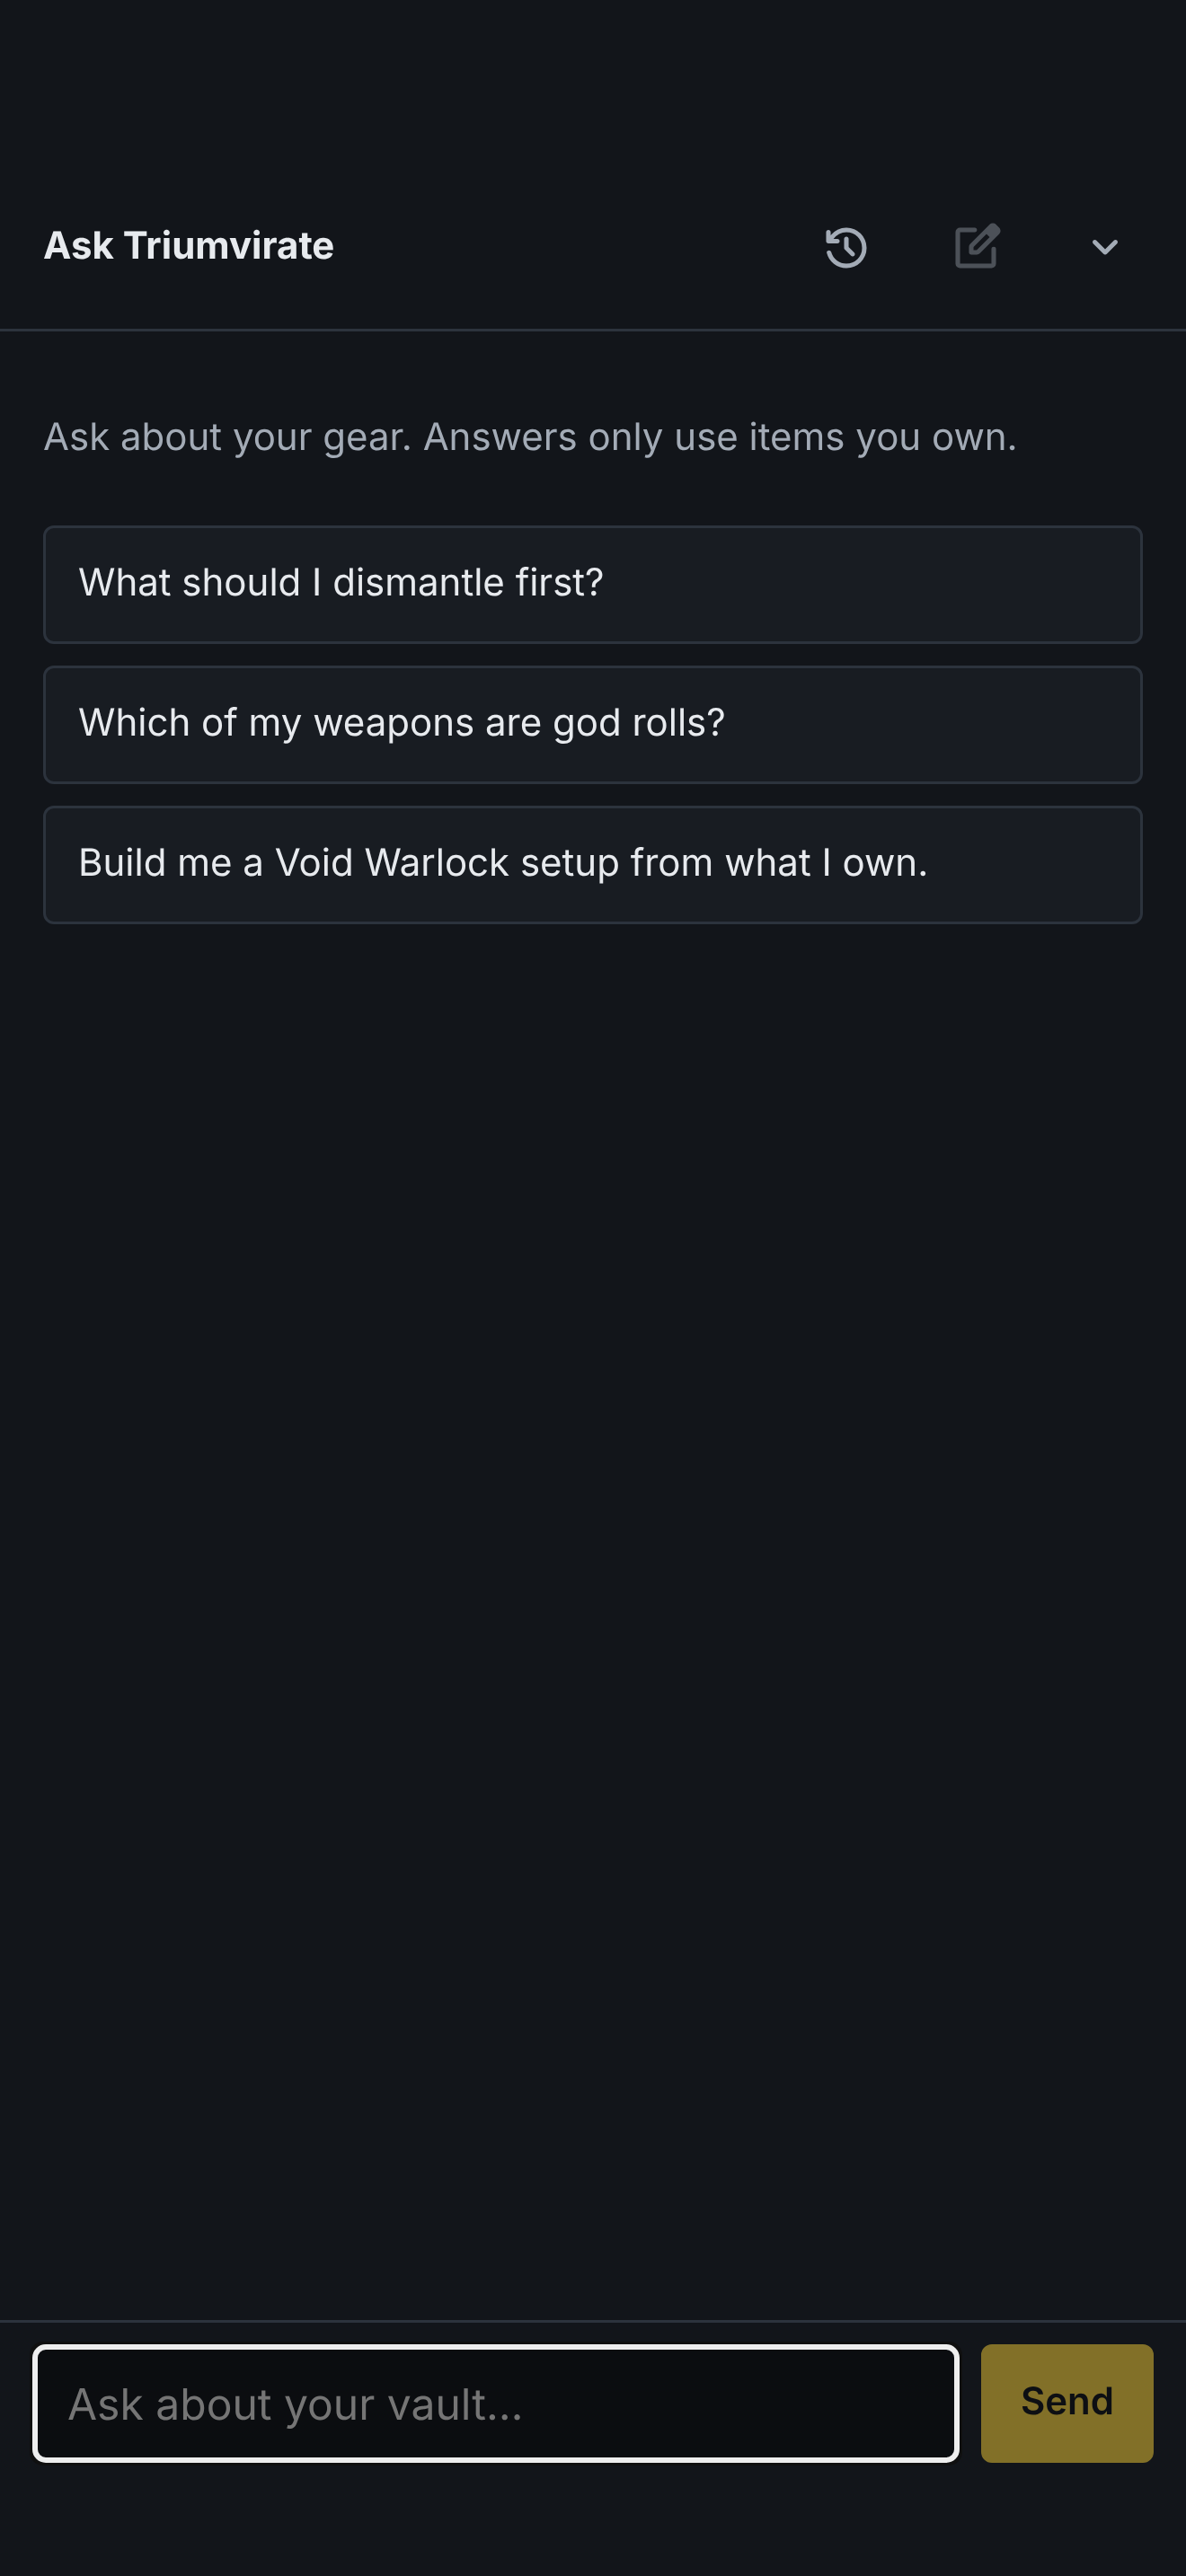 Ask Triumvirate
Ask about your gear. Answers only use items you own.
What should I dismantle first?
Which of my weapons are god rolls?
Build me a Void Warlock setup from what I own.
Ask about your vault...
Send